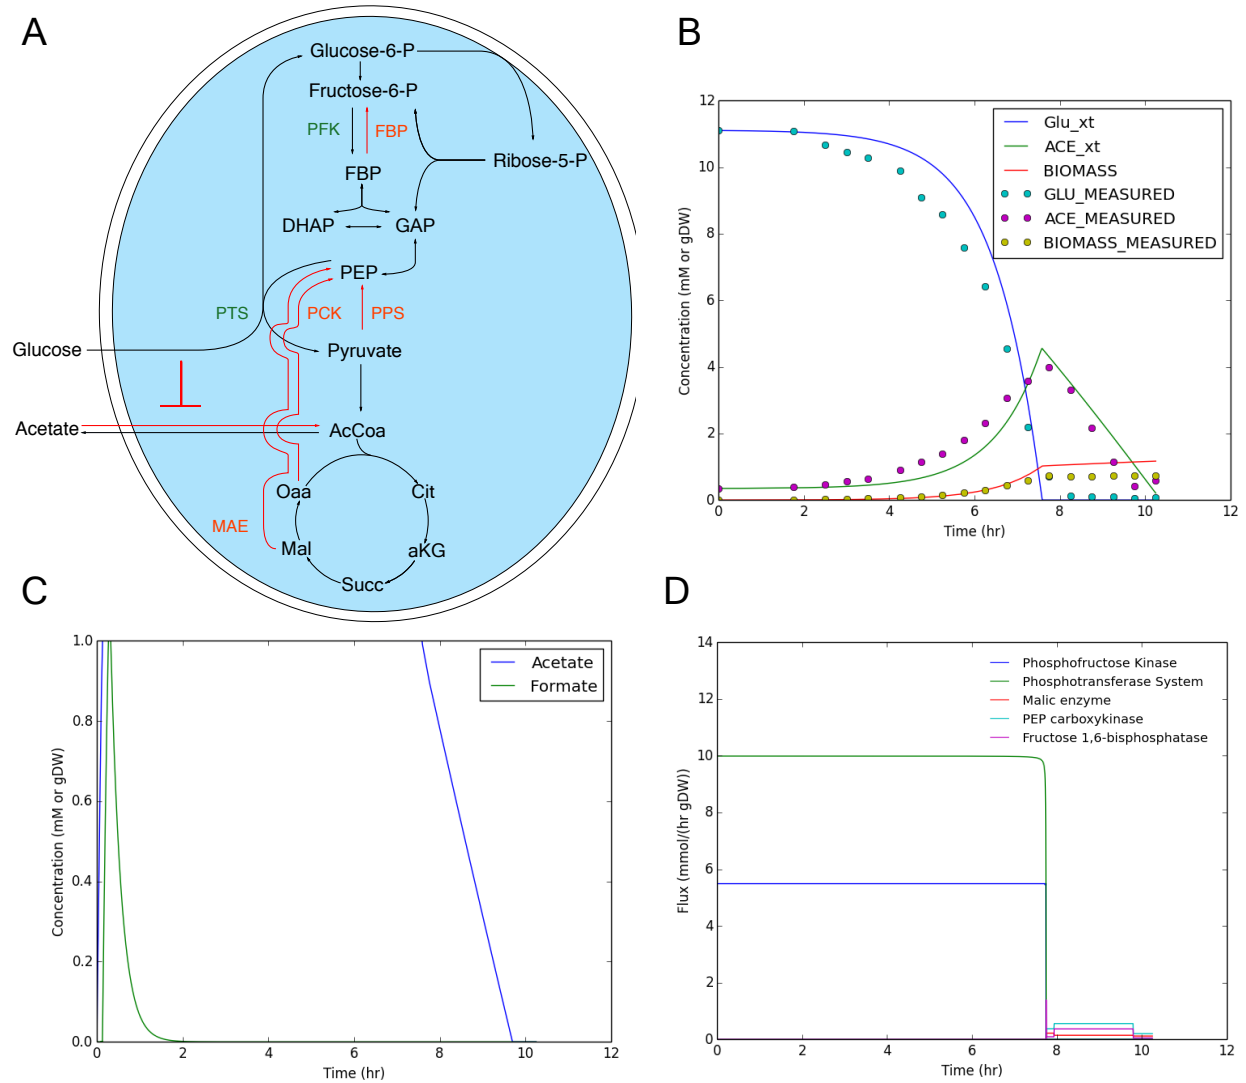 A
Glucose-6-P
Fructose-6-P
PFK
FBP
FBP
Ribose-5-P
DHAP
GAP
PEP
PTS
PCK
PPS
Glucose
Pyruvate
Acetate
AcCoa
Oaa
Cit
MAE
Mal
aKG
Succ
B
12
10
8
6
4
2
0
Concentration (mM or gDW)
Glu_xt
ACE_xt
BIOMASS
GLU_MEASURED
ACE_MEASURED
BIOMASS_MEASURED
0 2 4 6 8 10 12
Time (hr)
C
1.0
0.8
0.6
0.4
0.2
0.0
Concentration (mM or gDW)
Acetate
Formate
0 2 4 6 8 10 12
Time (hr)
D
14
12
10
8
6
4
2
0
Flux (mmol/(hr gDW))
Phosphofructose Kinase
Phosphotransferase System
Malic enzyme
PEP carboxykinase
Fructose 1,6-bisphosphatase
0 2 4 6 8 10 12
Time (hr)